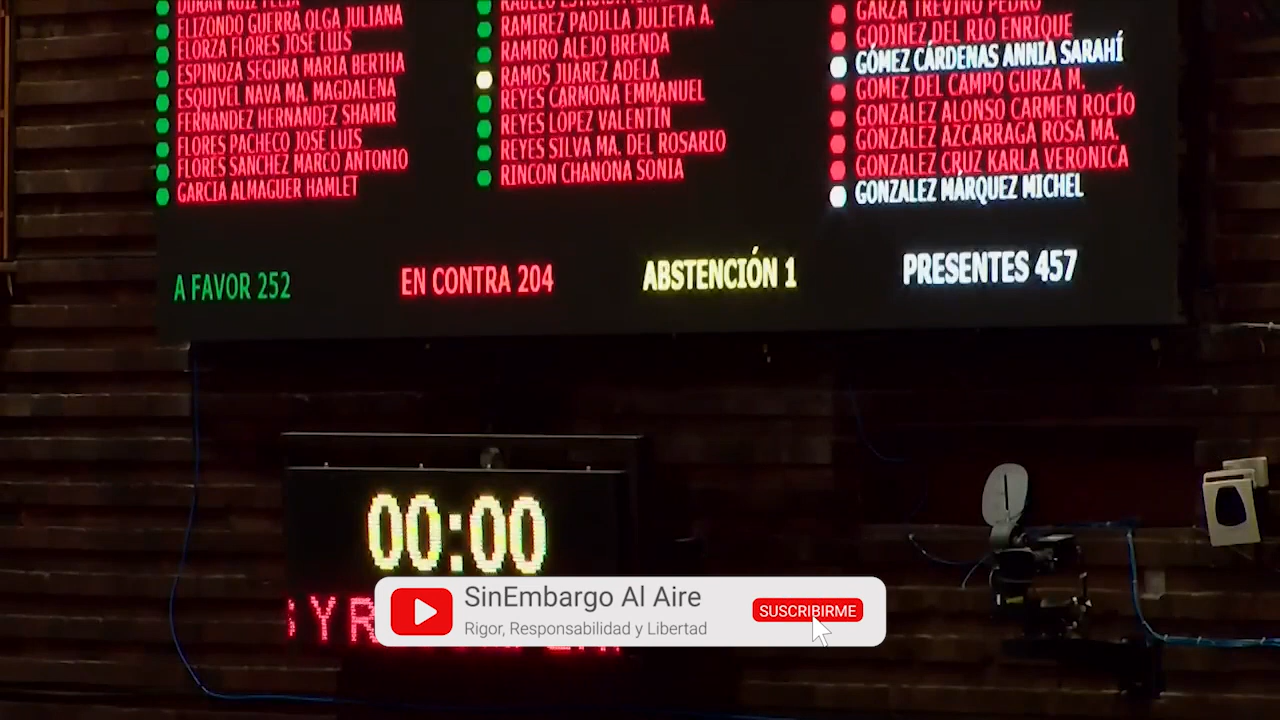 DURAN RUIZ FELIX
ELIZONDO GUERRA OLGA JULIANA
ELORZA FLORES JOSE LUIS
ESPINOZA SEGURA MARIA BERTHA
ESQUIVEL NAVA MA. MAGDALENA
FERNANDEZ HERNANDEZ SHAMIR
FLORES PACHECO JOSE LUIS
FLORES SANCHEZ MARCO ANTONIO
GARCIA ALMAGUER HAMLET
RAMIREZ PADILLA JULIETA A.
RAMIRO ALEJO BRENDA
RAMOS JUAREZ ADELA
REYES CARMONA EMMANUEL
REYES LÓPEZ VALENTÍN
REYES SILVA MA. DEL ROSARIO
RINCON CHANONA SONIA
GARZA TREVIÑO PEDRO
GODINEZ DEL RIO ENRIQUE
GÓMEZ CÁRDENAS ANNIA SARAHÍ
GOMEZ DEL CAMPO GURZA M.
GONZALEZ ALONSO CARMEN ROCÍO
GONZALEZ AZCARRAGA ROSA MA.
GONZALEZ CRUZ KARLA VERONICA
GONZALEZ MÁRQUEZ MICHEL
A FAVOR 252
EN CONTRA 204
ABSTENCIÓN 1
PRESENTES 457
00:00
SinEmbargo Al Aire
Rigor, Responsabilidad y Libertad
SUSCRIBIRME